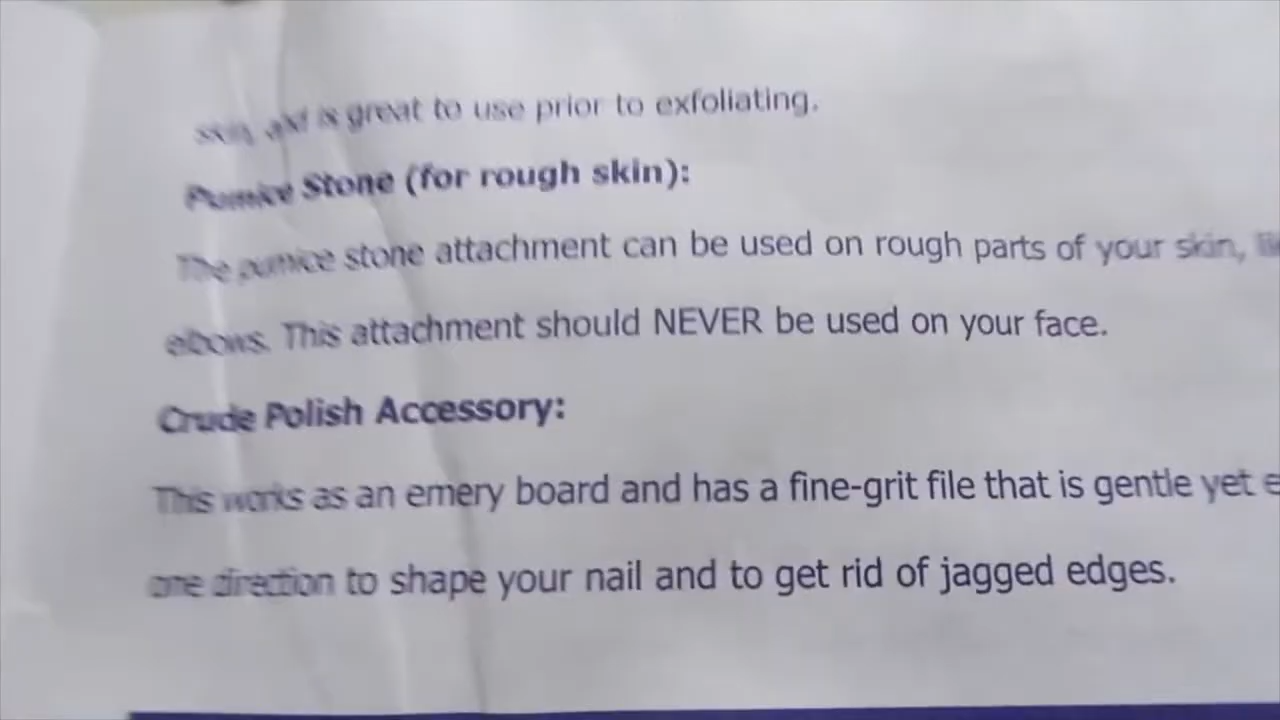 skin, and is great to use prior to exfoliating.
Pumice Stone (for rough skin):
The pumice stone attachment can be used on rough parts of your skin,
elbows. This attachment should NEVER be used on your face.
Crude Polish Accessory:
This works as an emery board and has a fine-grit file that is gentle yet
one direction to shape your nail and to get rid of jagged edges.